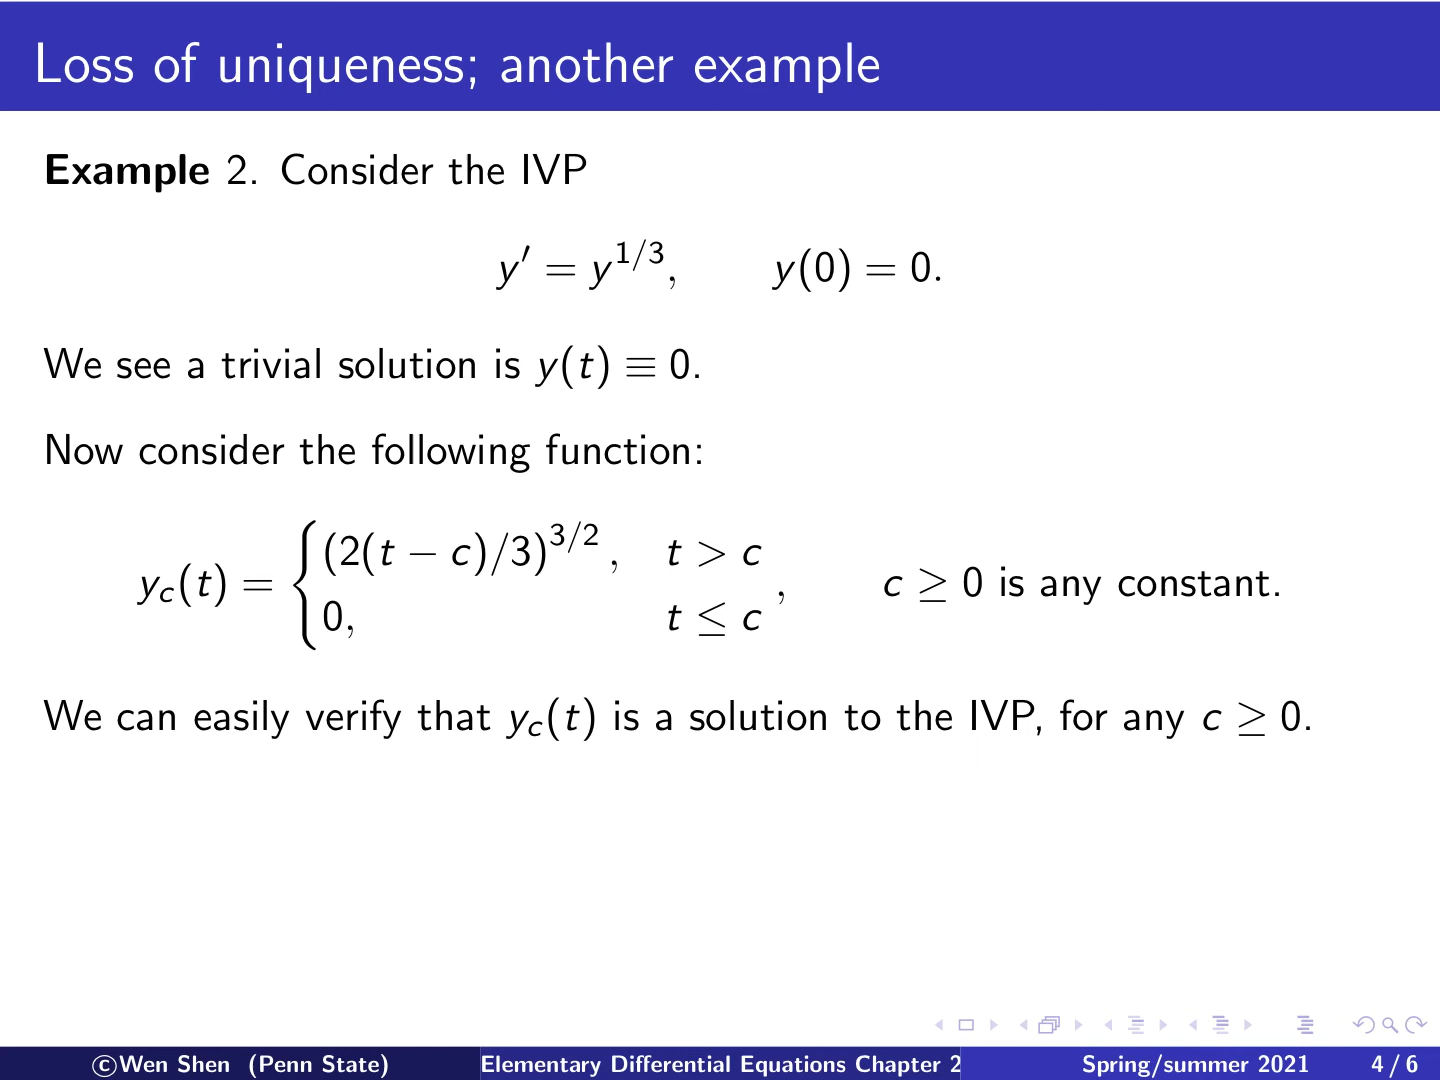 Loss of uniqueness; another example
Example 2. Consider the IVP
y′ = y^{1/3}, y(0) = 0.
We see a trivial solution is y(t) ≡ 0.
Now consider the following function:
y_c(t) = { (2(t − c)/3)^{3/2}, t > c
0, t ≤ c , c ≥ 0 is any constant.
We can easily verify that y_c(t) is a solution to the IVP, for any c ≥ 0.
©Wen Shen (Penn State) Elementary Differential Equations Chapter 2 Spring/summer 2021 4 / 6